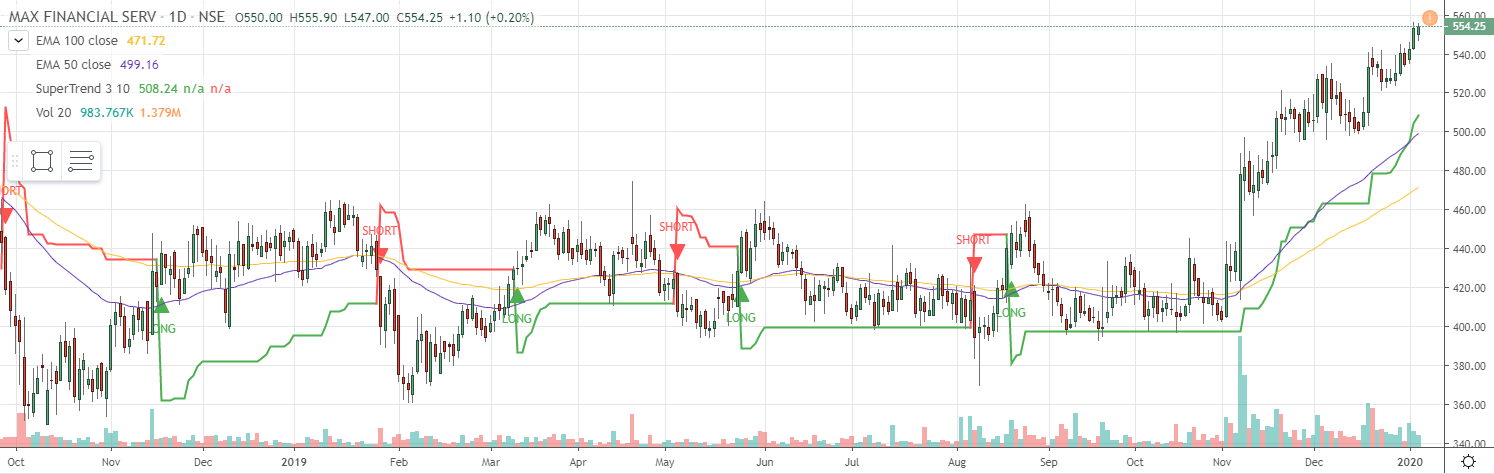 MAX FINANCIAL SERV · 1D · NSE O550.00 H555.90 L547.00 C554.25 +1.10 (+0.20%)
EMA 100 close 471.72
EMA 50 close 499.16
SuperTrend 3 10 508.24 n/a n/a
Vol 20 983.767K 1.379M
560.00
554.25
540.00
520.00
500.00
480.00
460.00
440.00
420.00
400.00
380.00
360.00
340.00
HORT
LONG
SHORT
LONG
SHORT
LONG
SHORT
LONG
Oct Nov Dec 2019 Feb Mar Apr May Jun Jul Aug Sep Oct Nov Dec 2020